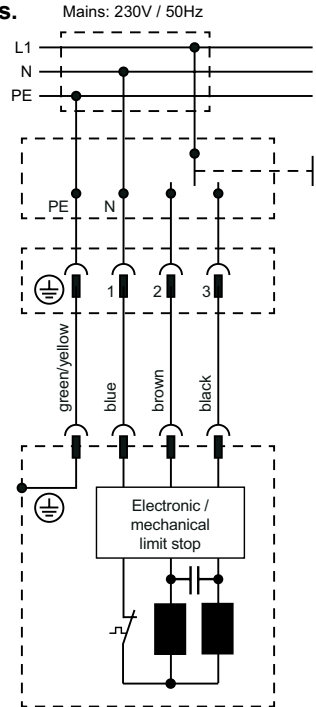 s.
Mains: 230V / 50Hz
L1
N
PE
PE N
1 2 3
green/yellow
blue
brown
black
Electronic /
mechanical
limit stop